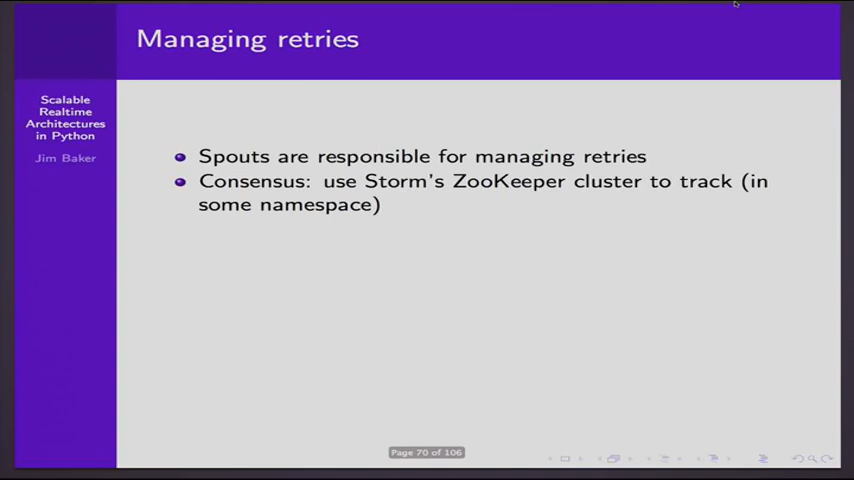 Managing retries
Scalable
Realtime
Architectures
in Python
Jim Baker
Spouts are responsible for managing retries
Consensus: use Storm's ZooKeeper cluster to track (in
some namespace)
Page 70 of 106